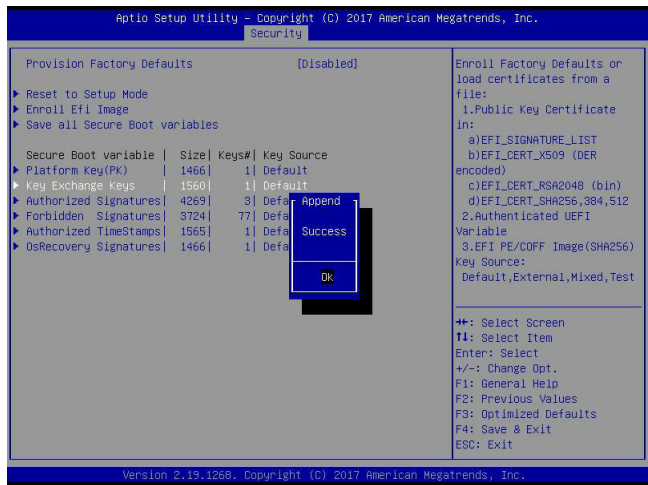 Aptio Setup Utility – Copyright (C) 2017 American Megatrends, Inc.
Security
Provision Factory Defaults [Disabled]
Reset to Setup Mode
Enroll Efi Image
Save all Secure Boot variables
Secure Boot variable | Size| Keys#| Key Source
Platform Key(PK) | 1466| 1| Default
Key Exchange Keys | 1560| 1| Default
Authorized Signatures| 4269| 3| Defa
Forbidden Signatures| 3724| 77| Defa
Authorized TimeStamps| 1565| 1| Defa
OsRecovery Signatures| 1466| 1| Defa
Append
Success
Ok
Enroll Factory Defaults or
load certificates from a
file:
1.Public Key Certificate
in:
a)EFI_SIGNATURE_LIST
b)EFI_CERT_X509 (DER
encoded)
c)EFI_CERT_RSA2048 (bin)
d)EFI_CERT_SHA256,384,512
2.Authenticated UEFI
Variable
3.EFI PE/COFF Image(SHA256)
Key Source:
Default,External,Mixed,Test
→←: Select Screen
↑↓: Select Item
Enter: Select
+/-: Change Opt.
F1: General Help
F2: Previous Values
F3: Optimized Defaults
F4: Save & Exit
ESC: Exit
Version 2.19.1268. Copyright (C) 2017 American Megatrends, Inc.